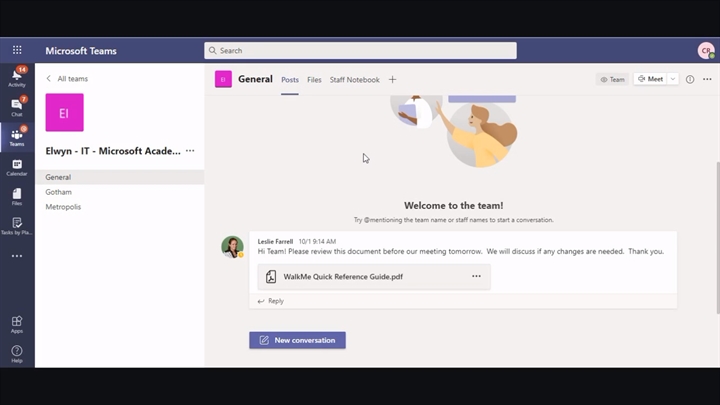 Microsoft Teams
Search
CR
14
Activity
Chat
Teams
Calendar
Files
Tasks by Pla...
Apps
Help
All teams
EI
Elwyn - IT - Microsoft Acade...
General
Gotham
Metropolis
EI
General
Posts
Files
Staff Notebook
Team
Meet
Welcome to the team!
Try @mentioning the team name or staff names to start a conversation.
Leslie Farrell 10/1 9:14 AM
Hi Team! Please review this document before our meeting tomorrow. We will discuss if any changes are needed. Thank you.
WalkMe Quick Reference Guide.pdf
Reply
New conversation